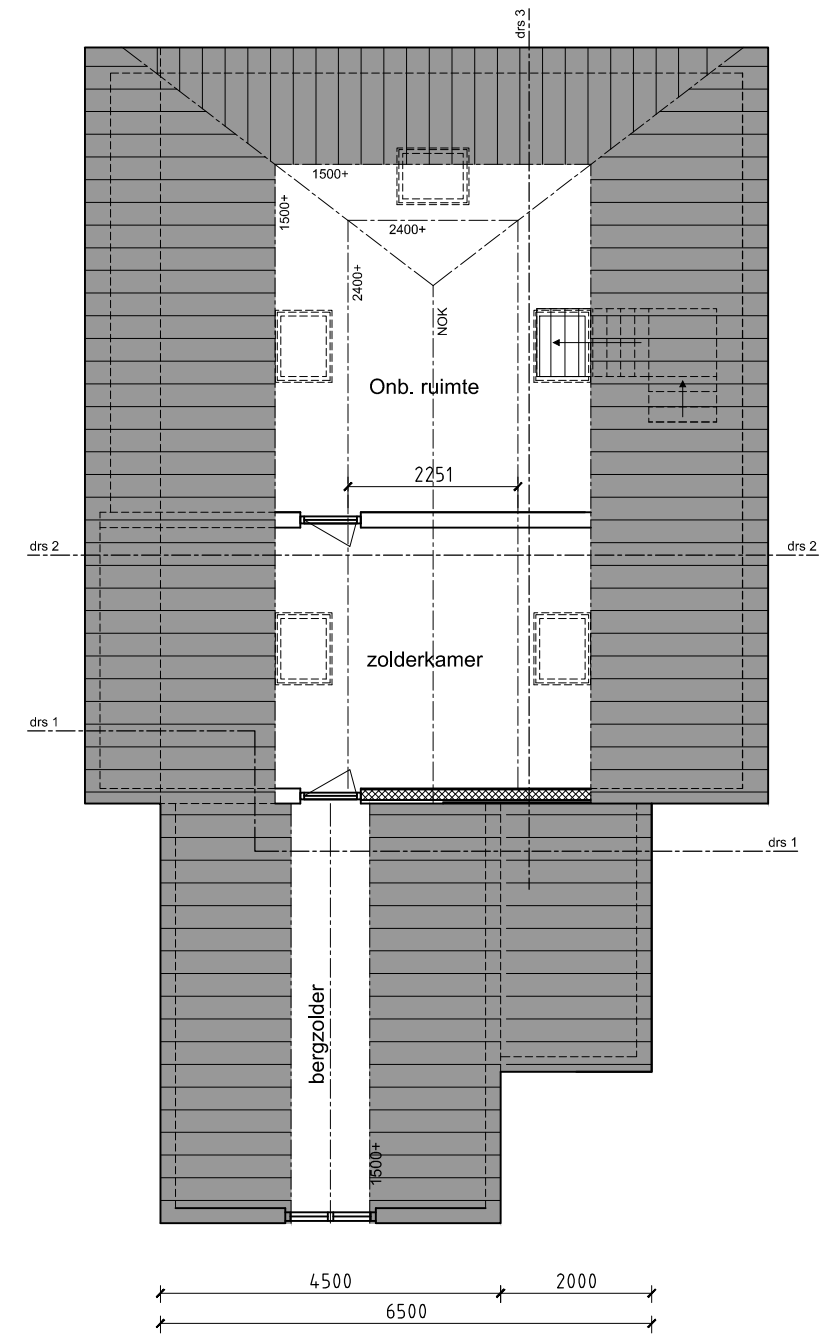 drs 3
1500+
1500+
2400+
2400+
NOK
Onb. ruimte
2251
drs 2
drs 2
zolderkamer
drs 1
drs 1
bergzolder
1500+
4500
2000
6500